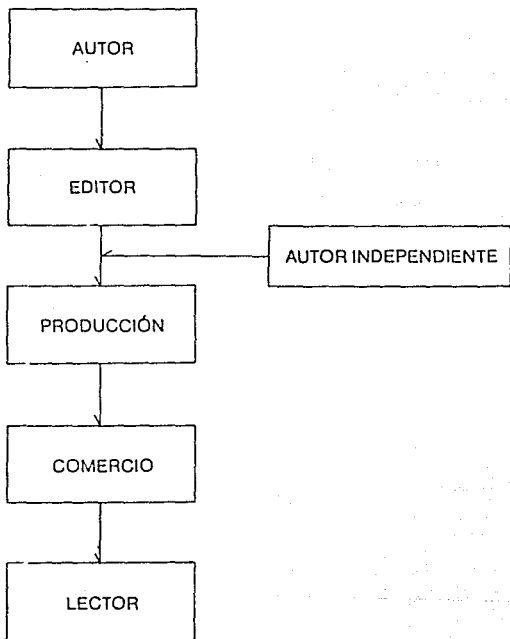 AUTOR
EDITOR
AUTOR INDEPENDIENTE
PRODUCCIÓN
COMERCIO
LECTOR